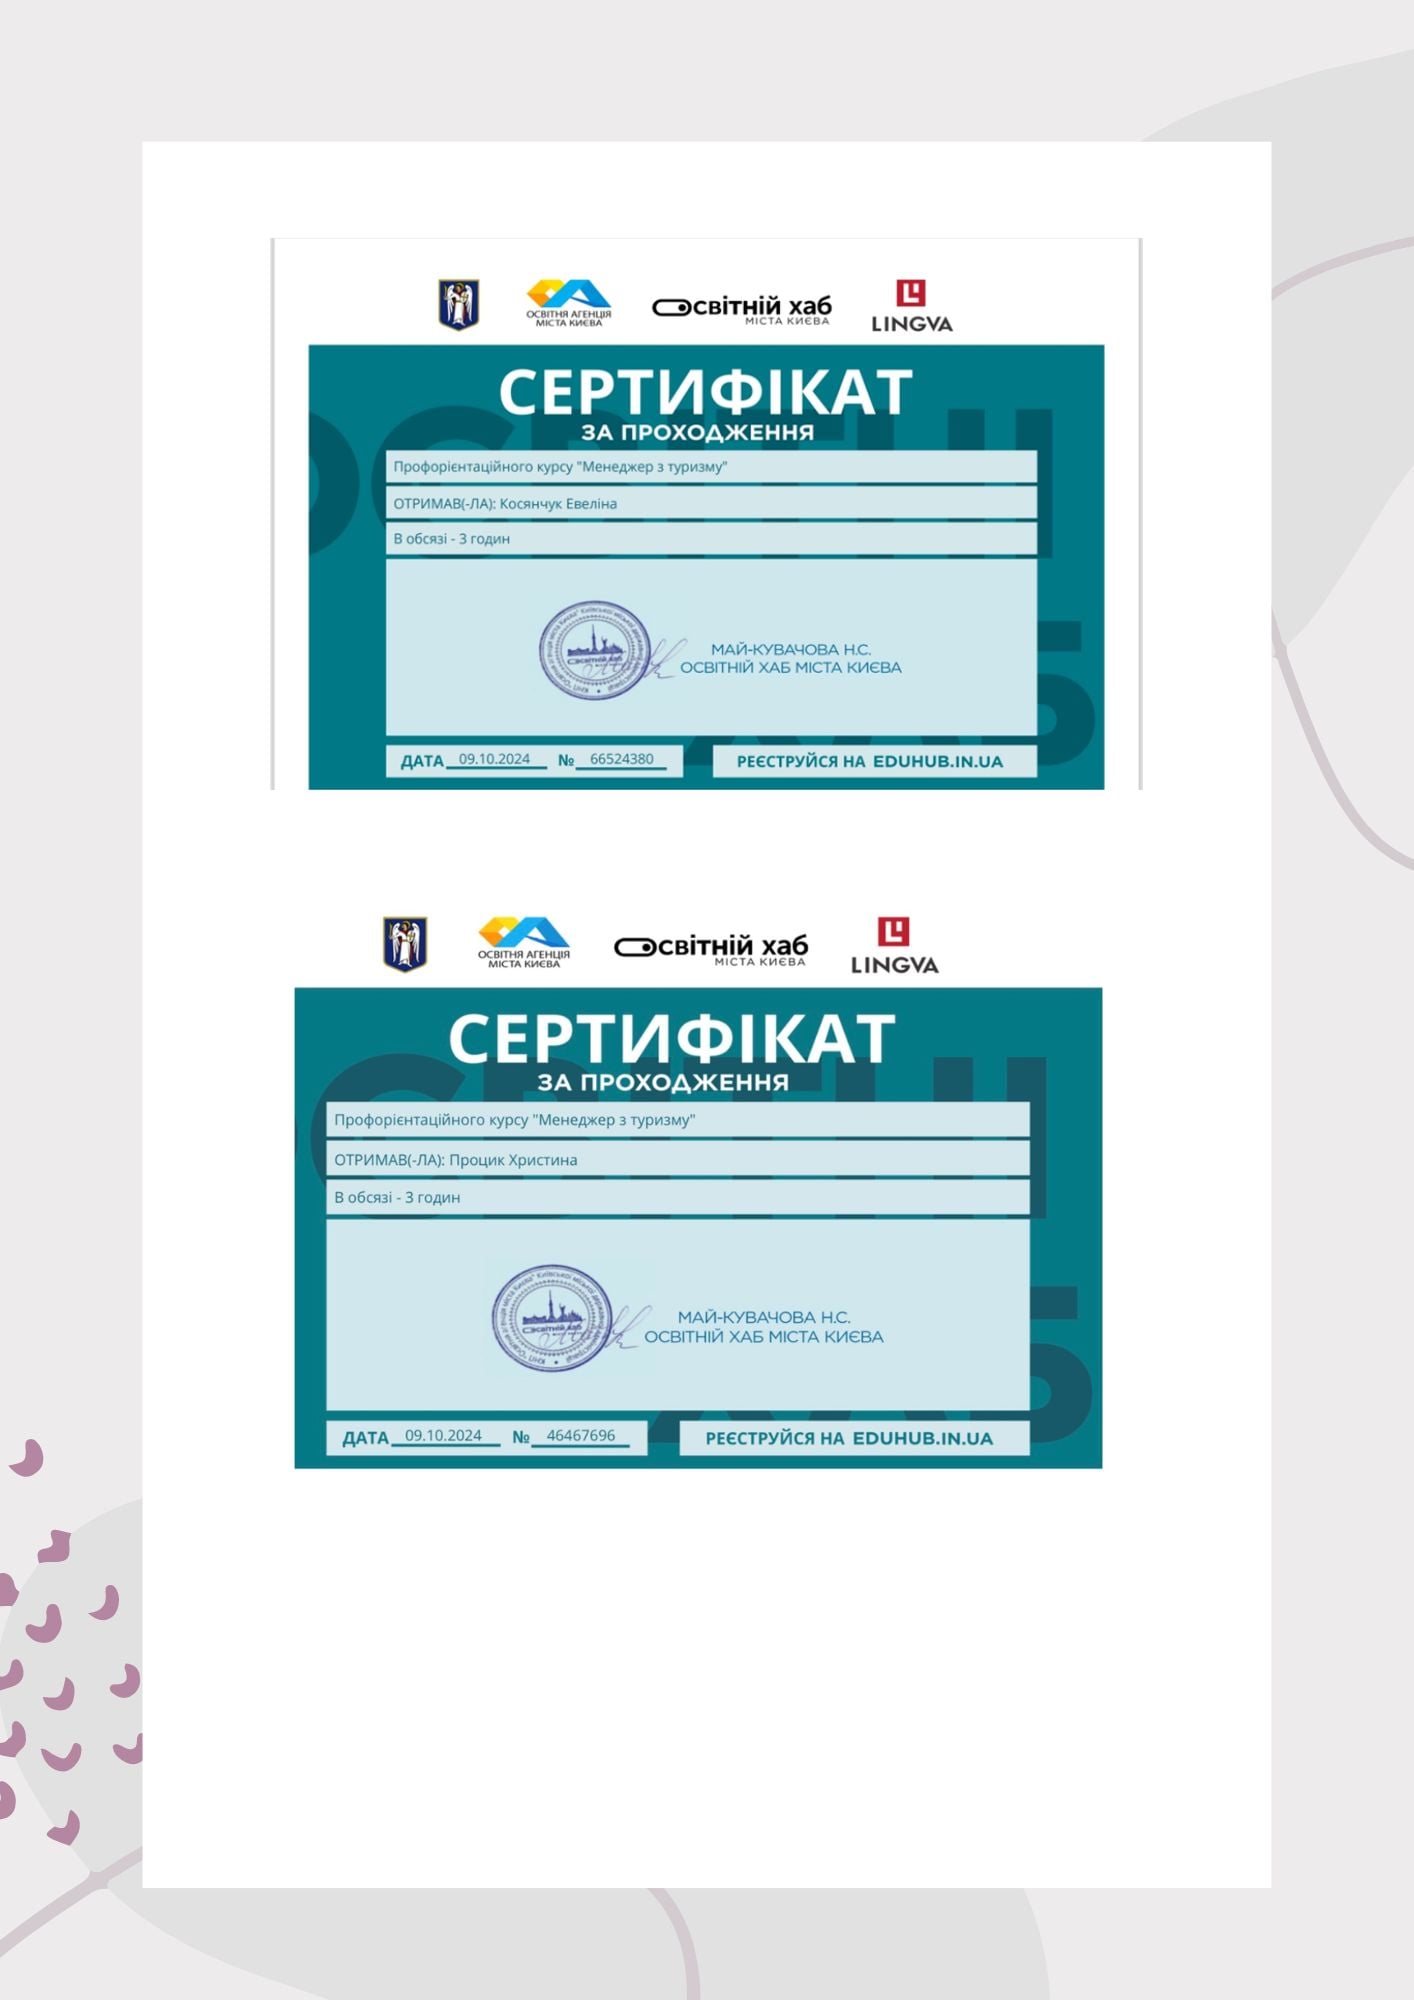 ОСВІТНЯ АГЕНЦІЯ
МІСТА КИЄВА
Освітній хаб
МІСТА КИЄВА
LINGVA
СЕРТИФІКАТ
ЗА ПРОХОДЖЕННЯ
Профорієнтаційного курсу "Менеджер з туризму"
ОТРИМАВ(-ЛА): Косянчук Евеліна
В обсязі - 3 годин
МАЙ-КУВАЧОВА Н.С.
ОСВІТНІЙ ХАБ МІСТА КИЄВА
ДАТА 09.10.2024 № 66524380
РЕЄСТРУЙСЯ НА EDUHUB.IN.UA
ОСВІТНЯ АГЕНЦІЯ
МІСТА КИЄВА
Освітній хаб
МІСТА КИЄВА
LINGVA
СЕРТИФІКАТ
ЗА ПРОХОДЖЕННЯ
Профорієнтаційного курсу "Менеджер з туризму"
ОТРИМАВ(-ЛА): Процик Христина
В обсязі - 3 годин
МАЙ-КУВАЧОВА Н.С.
ОСВІТНІЙ ХАБ МІСТА КИЄВА
ДАТА 09.10.2024 № 46467696
РЕЄСТРУЙСЯ НА EDUHUB.IN.UA